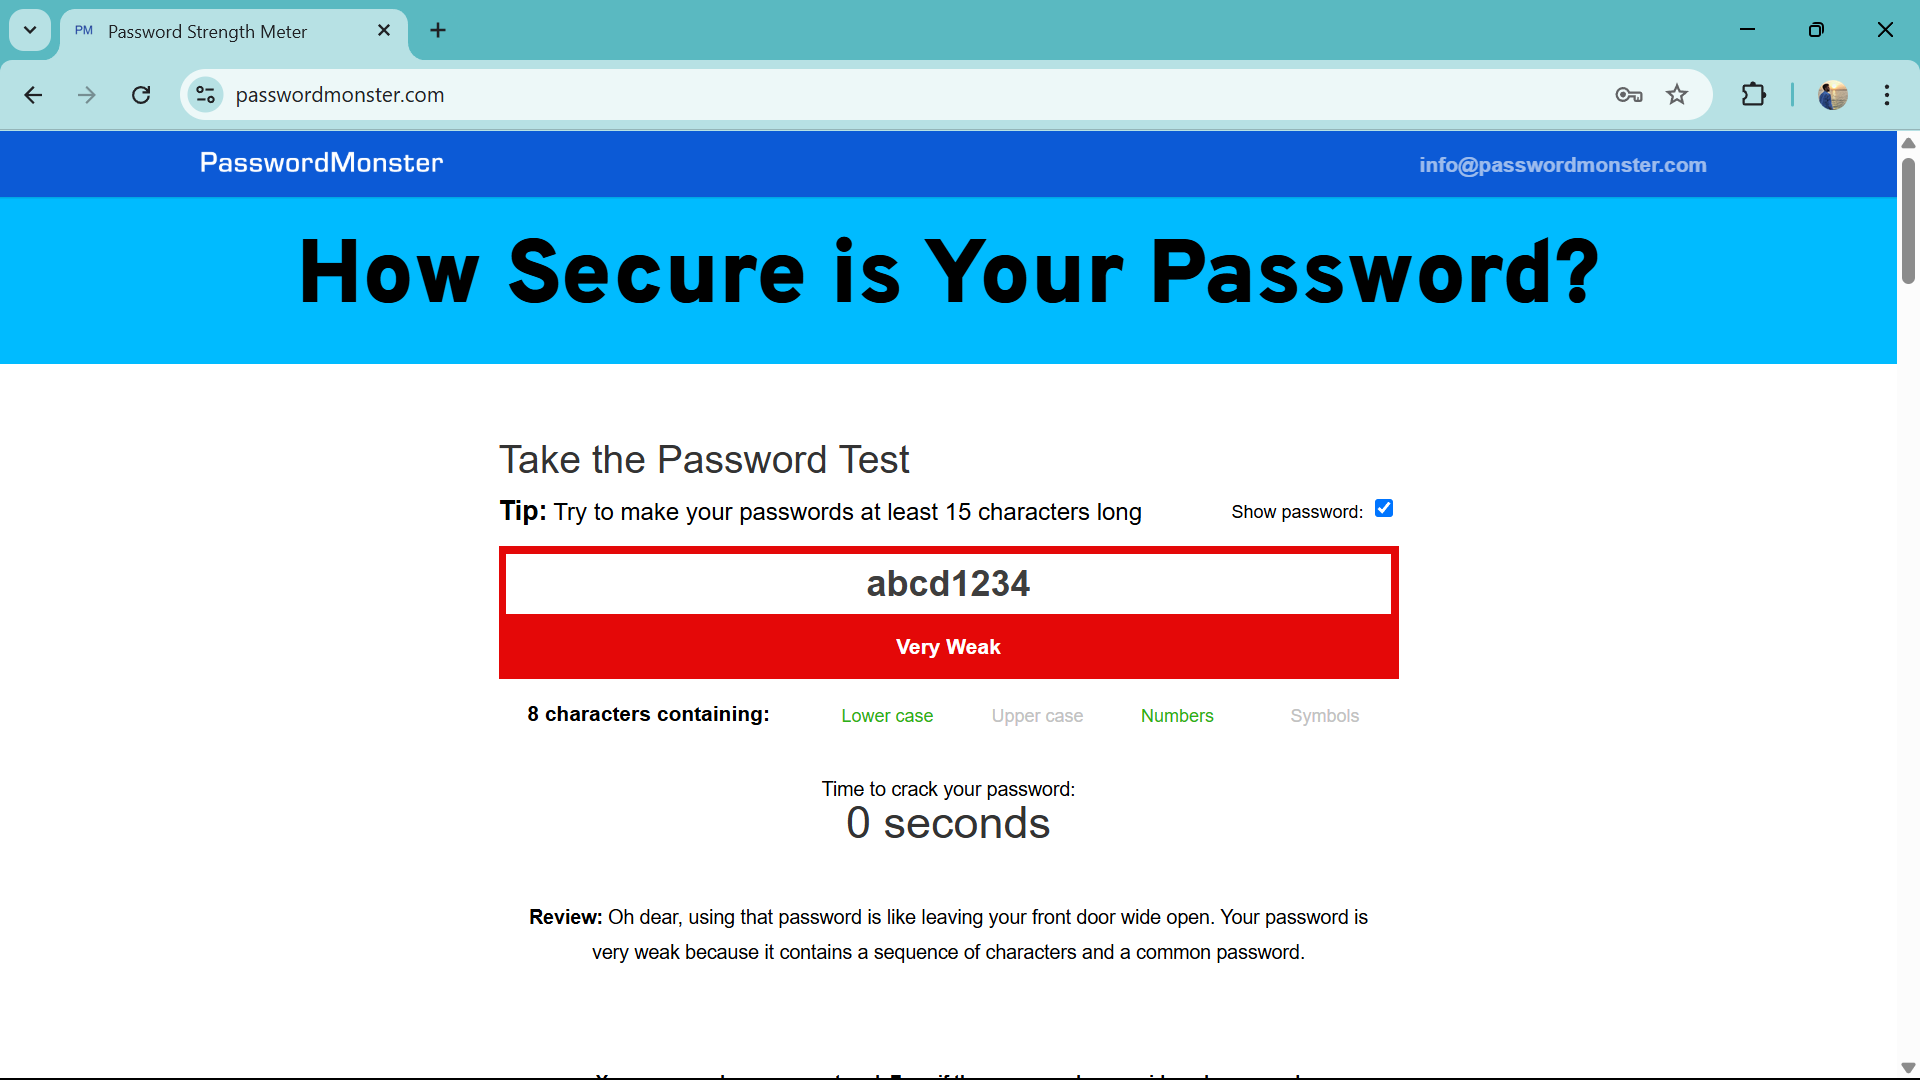 PM Password Strength Meter
passwordmonster.com
PasswordMonster
info@passwordmonster.com
How Secure is Your Password?
Take the Password Test
Tip: Try to make your passwords at least 15 characters long
Show password:
abcd1234
Very Weak
8 characters containing:
Lower case
Upper case
Numbers
Symbols
Time to crack your password:
0 seconds
Review: Oh dear, using that password is like leaving your front door wide open. Your password is
very weak because it contains a sequence of characters and a common password.